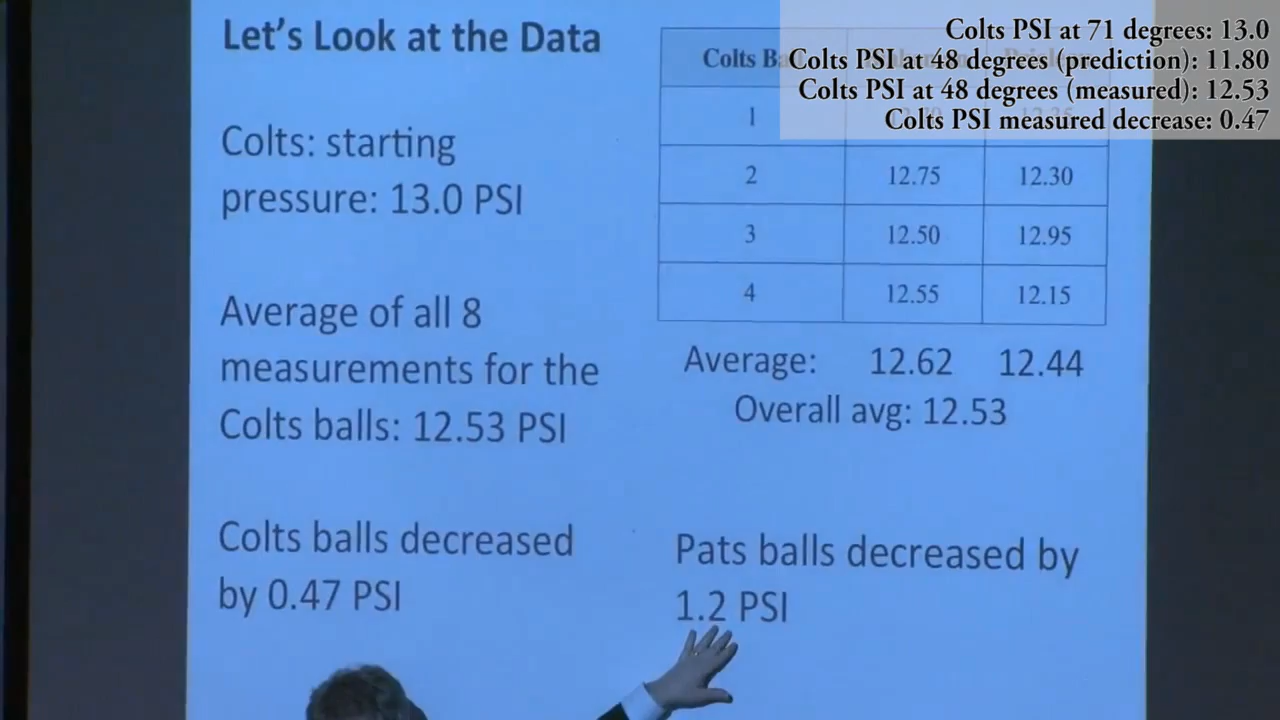 Let's Look at the Data
Colts: starting
pressure: 13.0 PSI
Average of all 8
measurements for the
Colts balls: 12.53 PSI
Colts balls decreased
by 0.47 PSI
Colts PSI at 71 degrees: 13.0
Colts PSI at 48 degrees (prediction): 11.80
Colts PSI at 48 degrees (measured): 12.53
Colts PSI measured decrease: 0.47
Colts
1
2 12.75 12.30
3 12.50 12.95
4 12.55 12.15
Average: 12.62 12.44
Overall avg: 12.53
Pats balls decreased by
1.2 PSI